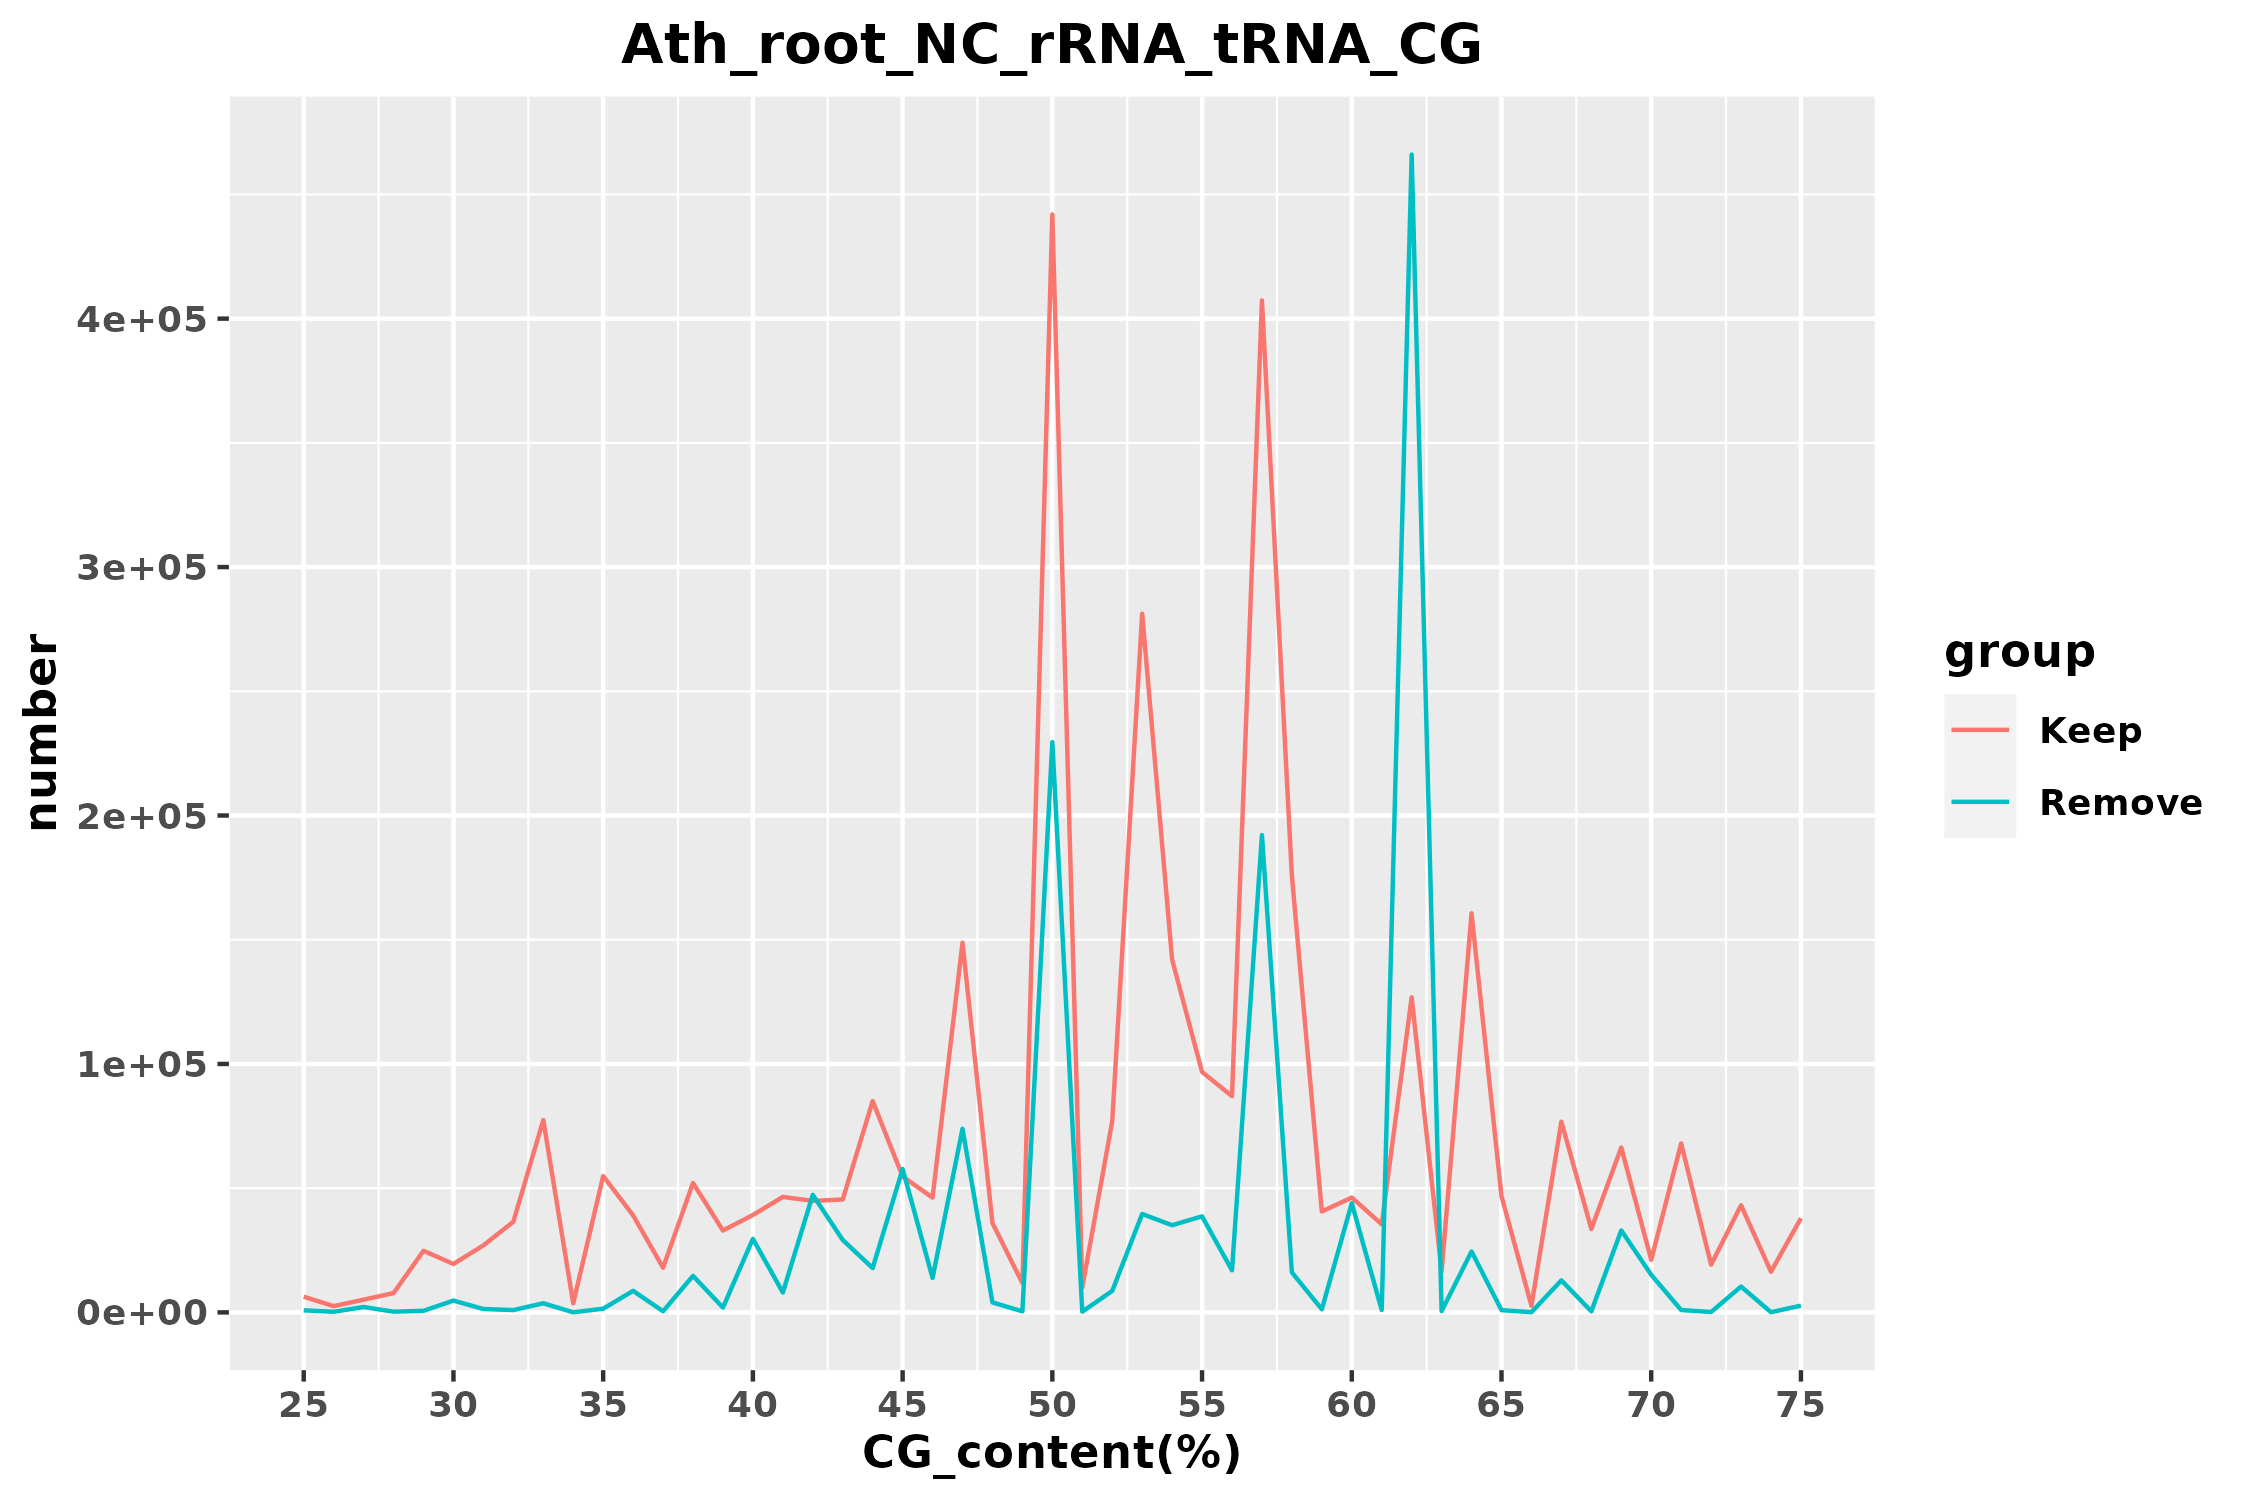 Ath_root_NC_rRNA_tRNA_CG
number
4e+05
3e+05
2e+05
1e+05
0e+00
25 30 35 40 45 50 55 60 65 70 75
CG_content(%)
group
Keep
Remove